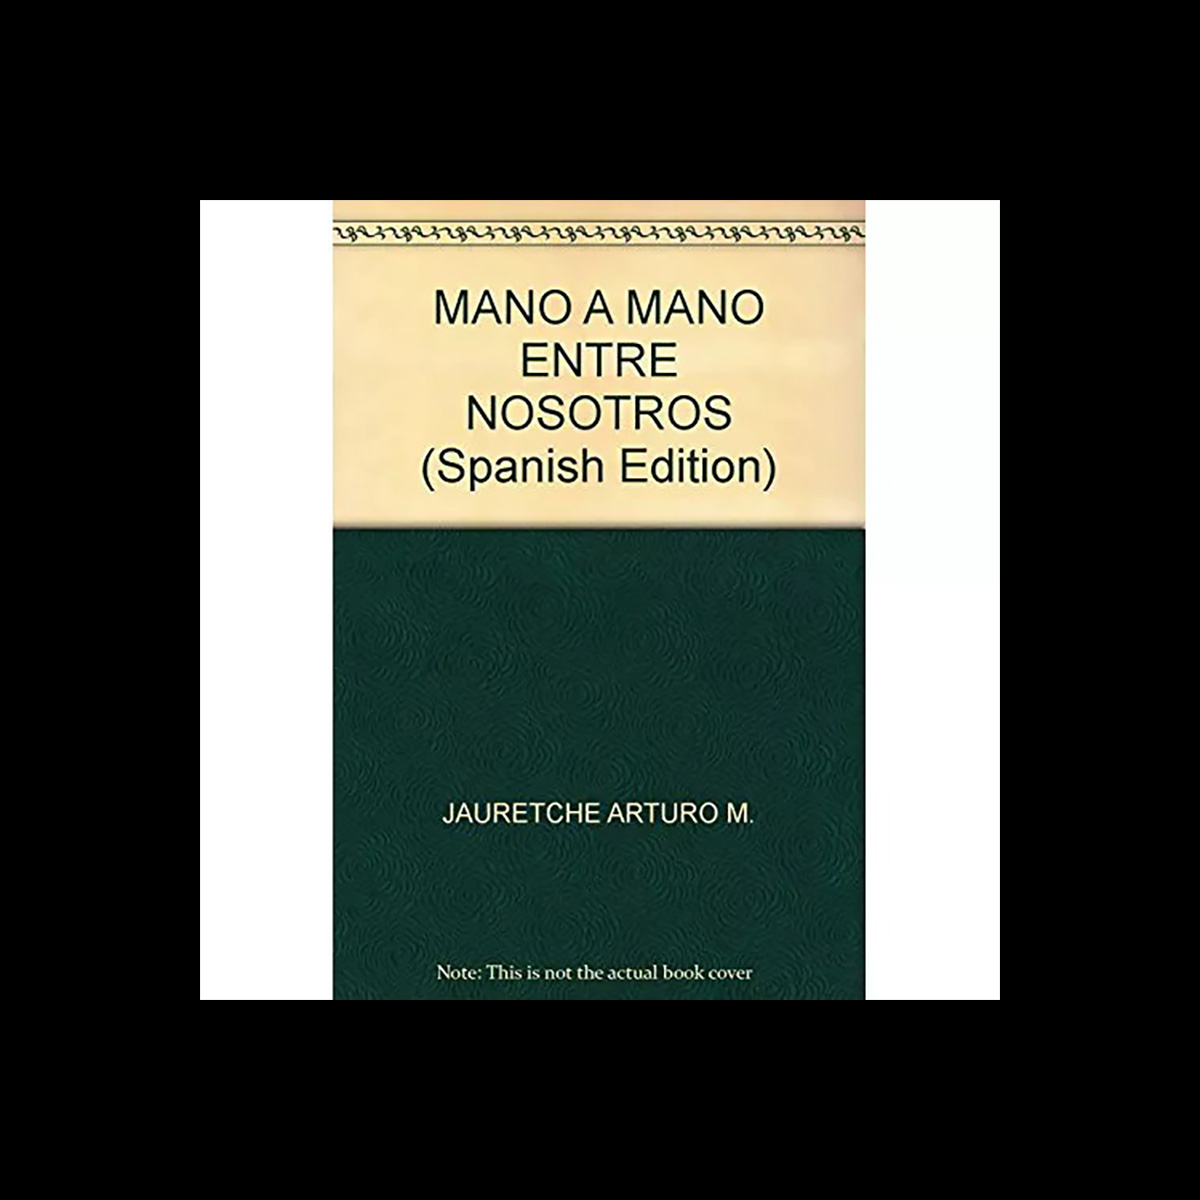 MANO A MANO
ENTRE
NOSOTROS
(Spanish Edition)
JAURETCHE ARTURO M.
Note: This is not the actual book cover